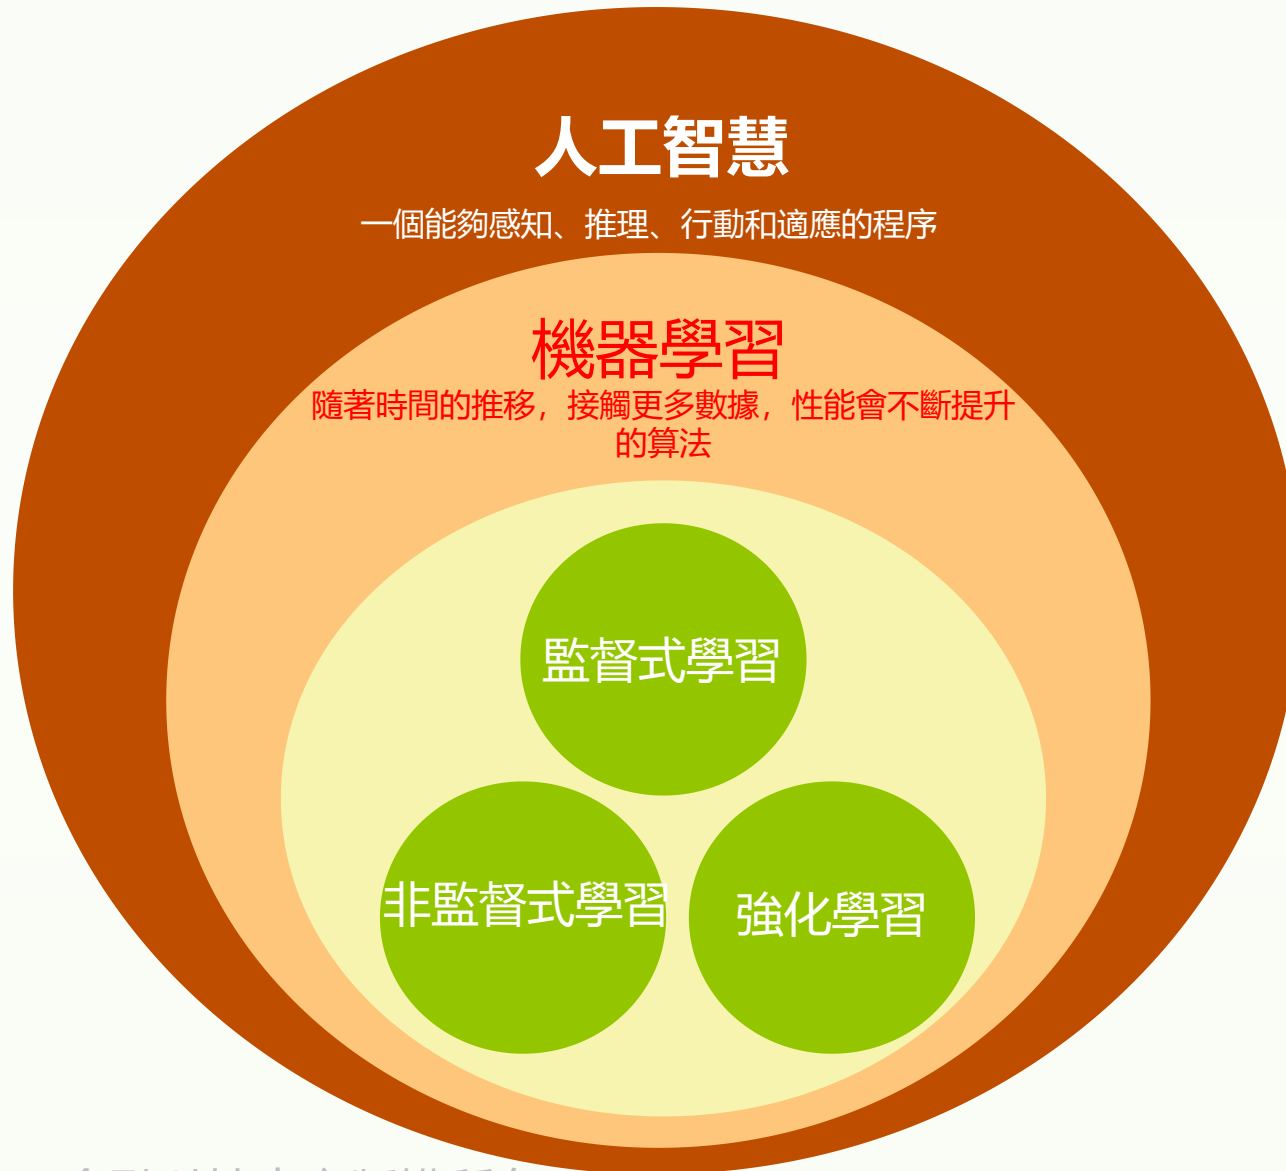 人工智慧
一個能夠感知、推理、行動和適應的程序
機器學習
隨著時間的推移，接觸更多數據，性能會不斷提升
的算法
監督式學習
非監督式學習
強化學習